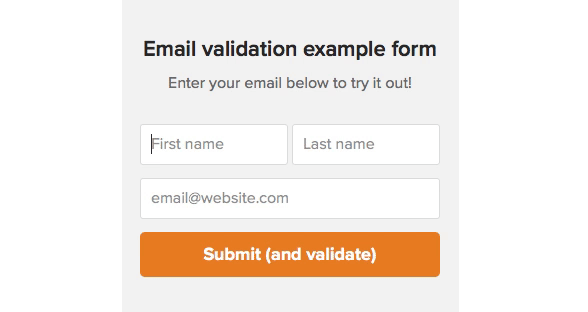 Email validation example form
Enter your email below to try it out!
First name Last name
email@website.com
Submit (and validate)